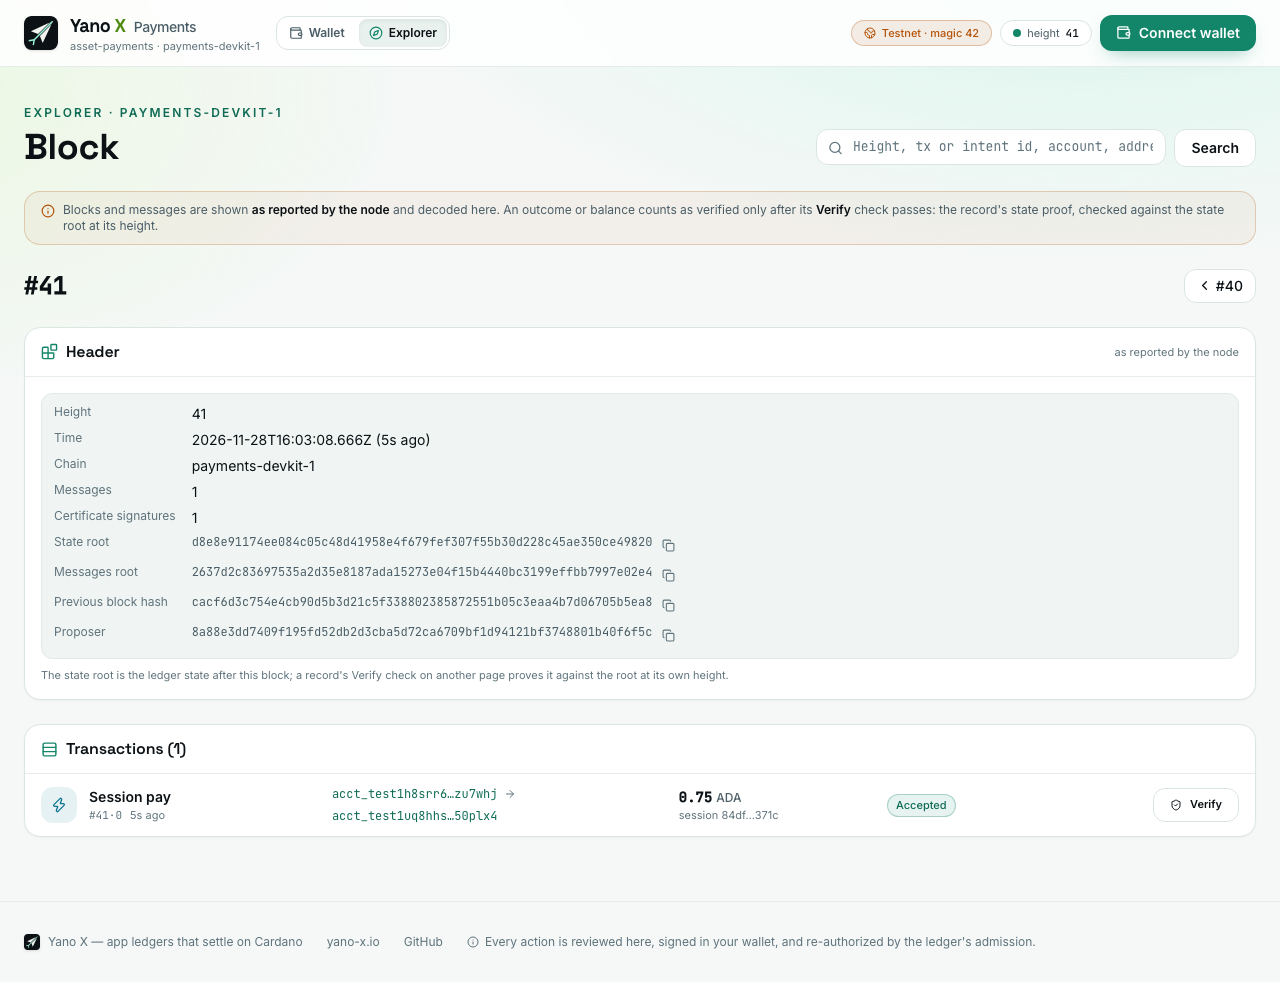 Yano X Payments
asset-payments · payments-devkit-1
Wallet
Explorer
Testnet · magic 42
height 41
Connect wallet
EXPLORER · PAYMENTS-DEVKIT-1
Block
Height, tx or intent id, account, addre
Search
Blocks and messages are shown as reported by the node and decoded here. An outcome or balance counts as verified only after its Verify check passes: the record's state proof, checked against the state
root at its height.
#41
#40
Header
as reported by the node
Height 41
Time 2026-11-28T16:03:08.666Z (5s ago)
Chain payments-devkit-1
Messages 1
Certificate signatures 1
State root d8e8e91174ee084c05c48d41958e4f679fef307f55b30d228c45ae350ce49820
Messages root 2637d2c83697535a2d35e8187ada15273e04f15b4440bc3199effbb7997e02e4
Previous block hash cacf6d3c754e4cb90d5b3d21c5f338802385872551b05c3eaa4b7d06705b5ea8
Proposer 8a88e3dd7409f195fd52db2d3cba5d72ca6709bf1d94121bf3748801b40f6f5c
The state root is the ledger state after this block; a record's Verify check on another page proves it against the root at its own height.
Transactions (1)
Session pay
#41·0 5s ago
acct_test1h8srr6…zu7whj →
acct_test1uq8hhs…50plx4
0.75 ADA
session 84df…371c
Accepted
Verify
Yano X — app ledgers that settle on Cardano
yano-x.io
GitHub
Every action is reviewed here, signed in your wallet, and re-authorized by the ledger's admission.